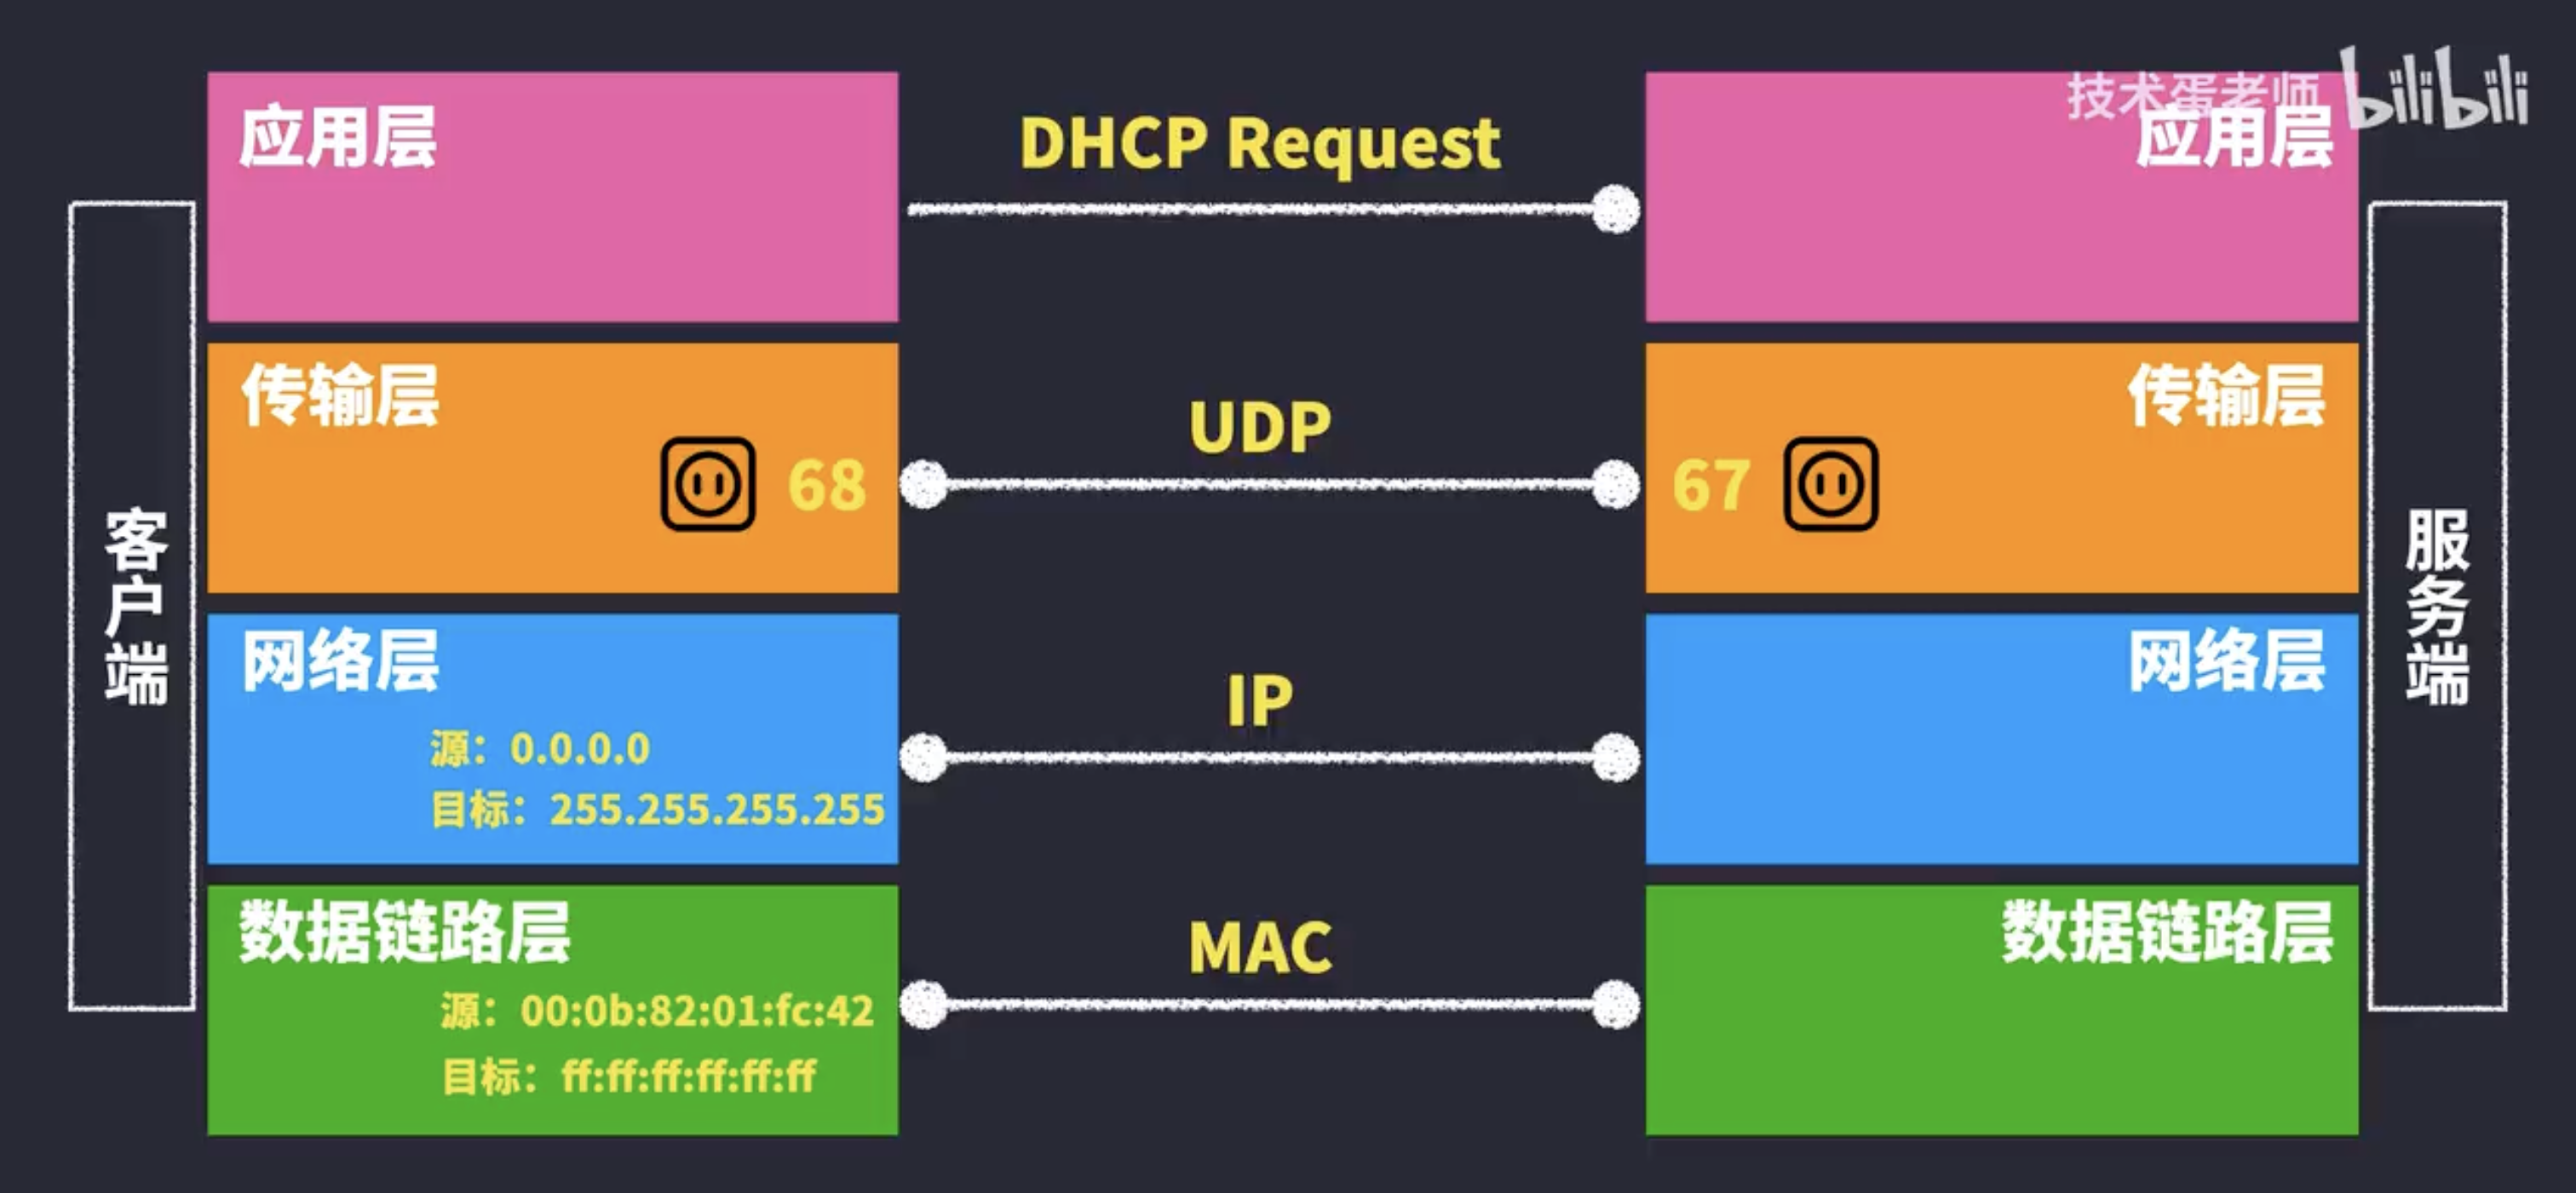 技术蛋老师 bilibili
应用层
DHCP Request
应用层
传输层
UDP
传输层
68
67
客户端
服务端
网络层
IP
网络层
源：0.0.0.0
目标：255.255.255.255
数据链路层
MAC
数据链路层
源：00:0b:82:01:fc:42
目标：ff:ff:ff:ff:ff:ff